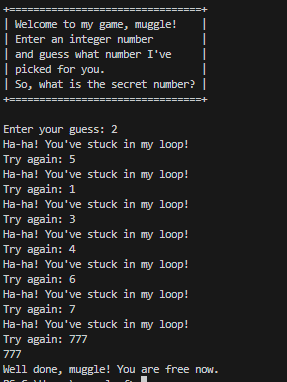 +================================+
| Welcome to my game, muggle! |
| Enter an integer number |
| and guess what number I've |
| picked for you. |
| So, what is the secret number? |
+================================+
Enter your guess: 2
Ha-ha! You've stuck in my loop!
Try again: 5
Ha-ha! You've stuck in my loop!
Try again: 1
Ha-ha! You've stuck in my loop!
Try again: 3
Ha-ha! You've stuck in my loop!
Try again: 4
Ha-ha! You've stuck in my loop!
Try again: 6
Ha-ha! You've stuck in my loop!
Try again: 7
Ha-ha! You've stuck in my loop!
Try again: 777
777
Well done, muggle! You are free now.